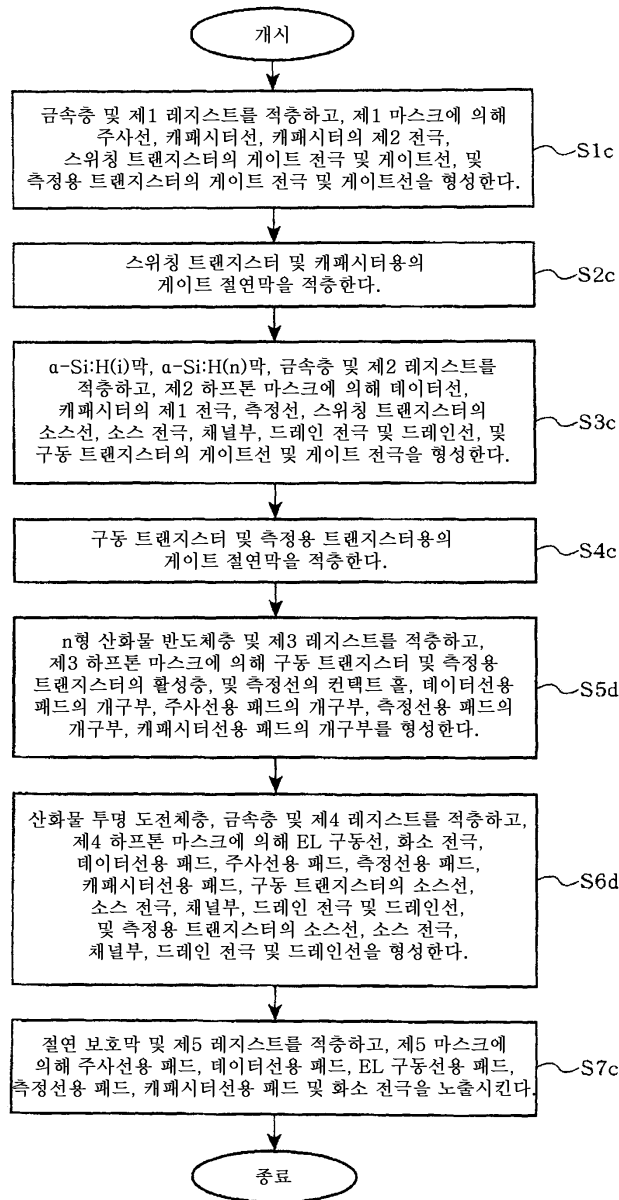 개시
금속층 및 제1 레지스트를 적층하고, 제1 마스크에 의해
주사선, 캐패시터선, 캐패시터의 제2 전극,
스위칭 트랜지스터의 게이트 전극 및 게이트선, 및
측정용 트랜지스터의 게이트 전극 및 게이트선을 형성한다.
S1c
스위칭 트랜지스터 및 캐패시터용의
게이트 절연막을 적층한다.
S2c
α-Si:H(i)막, α-Si:H(n)막, 금속층 및 제2 레지스트를
적층하고, 제2 하프톤 마스크에 의해 데이터선,
캐패시터의 제1 전극, 측정선, 스위칭 트랜지스터의
소스선, 소스 전극, 채널부, 드레인 전극 및 드레인선, 및
구동 트랜지스터의 게이트선 및 게이트 전극을 형성한다.
S3c
구동 트랜지스터 및 측정용 트랜지스터용의
게이트 절연막을 적층한다.
S4c
n형 산화물 반도체층 및 제3 레지스트를 적층하고,
제3 하프톤 마스크에 의해 구동 트랜지스터 및 측정용
트랜지스터의 활성층, 및 측정선의 컨택트 홀, 데이터선용
패드의 개구부, 주사선용 패드의 개구부, 측정선용 패드의
개구부, 캐패시터선용 패드의 개구부를 형성한다.
S5d
산화물 투명 도전체층, 금속층 및 제4 레지스트를 적층하고,
제4 하프톤 마스크에 의해 EL 구동선, 화소 전극,
데이터선용 패드, 주사선용 패드, 측정선용 패드,
캐패시터선용 패드, 구동 트랜지스터의 소스선,
소스 전극, 채널부, 드레인 전극 및 드레인선,
및 측정용 트랜지스터의 소스선, 소스 전극,
채널부, 드레인 전극 및 드레인선을 형성한다.
S6d
절연 보호막 및 제5 레지스트를 적층하고, 제5 마스크에
의해 주사선용 패드, 데이터선용 패드, EL 구동선용 패드,
측정선용 패드, 캐패시터선용 패드 및 화소 전극을 노출시킨다.
S7c
종료